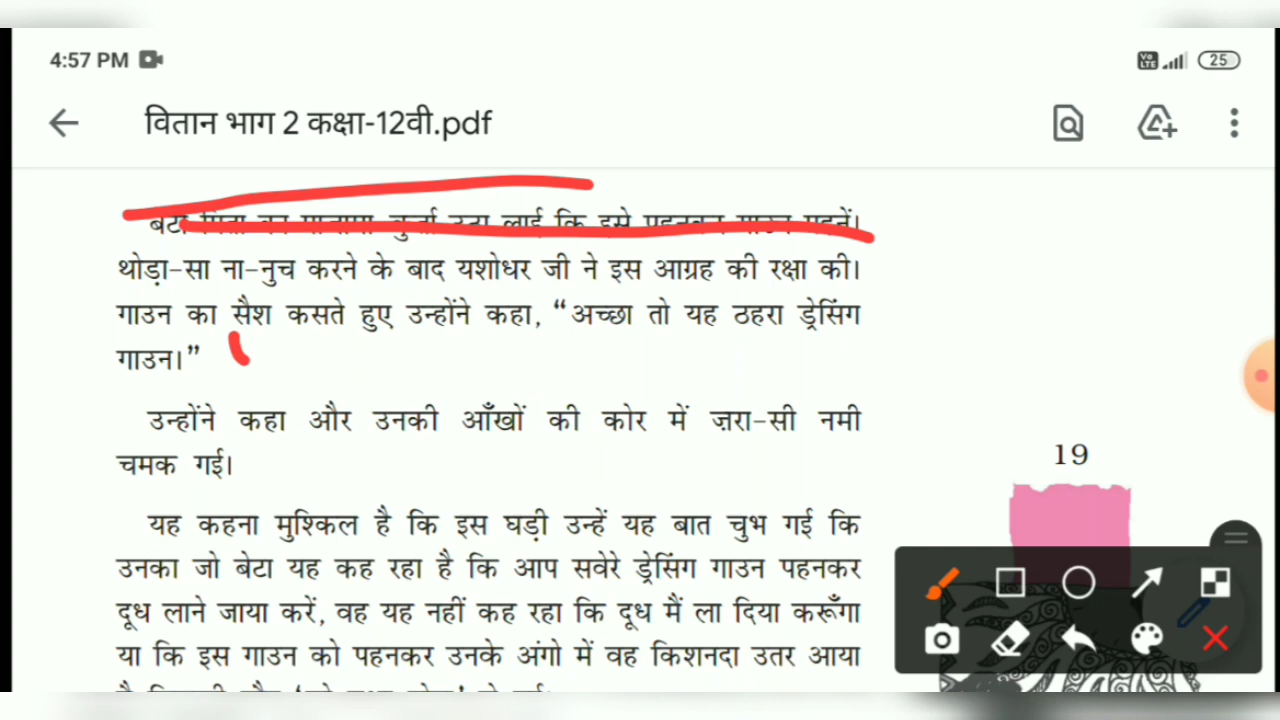 4:57 PM
Vo LTE 25
वितान भाग 2 कक्षा-12वी.pdf
लाई कि इसे
थोड़ा-सा ना-नुच करने के बाद यशोधर जी ने इस आग्रह की रक्षा की।
गाउन का सैश कसते हुए उन्होंने कहा, “अच्छा तो यह ठहरा ड्रेसिंग
गाउन।”
उन्होंने कहा और उनकी आँखों की कोर में ज़रा-सी नमी
चमक गई।
19
यह कहना मुश्किल है कि इस घड़ी उन्हें यह बात चुभ गई कि
उनका जो बेटा यह कह रहा है कि आप सवेरे ड्रेसिंग गाउन पहनकर
दूध लाने जाया करें, वह यह नहीं कह रहा कि दूध मैं ला दिया करूँगा
या कि इस गाउन को पहनकर उनके अंगो में वह किशनदा उतर आया